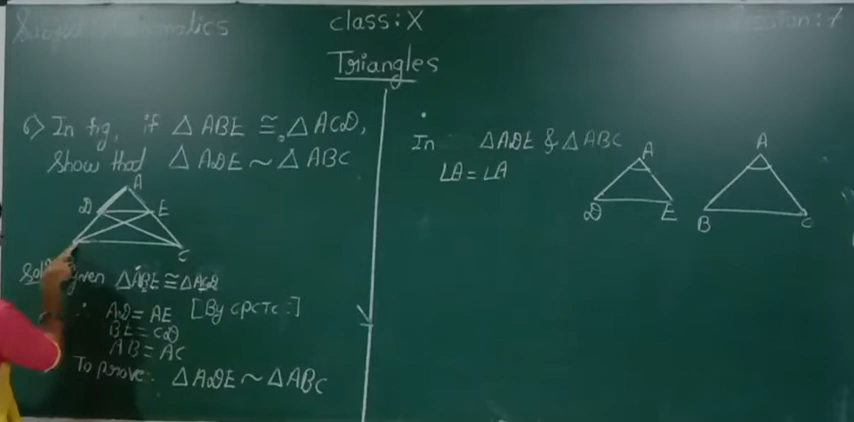 class: X
Triangles
6) In fig, if △ ABE ≅ △ ACD,
show that △ ADE ~ △ ABC
A
D E
C
Sol: given △ABE ≅ △ACD
∴ AD = AE [By CPCTC:]
BE = CD
AB = AC
To prove: △ ADE ~ △ABC
In △ADE & △ABC
∠A = ∠A
A
D E
A
B C